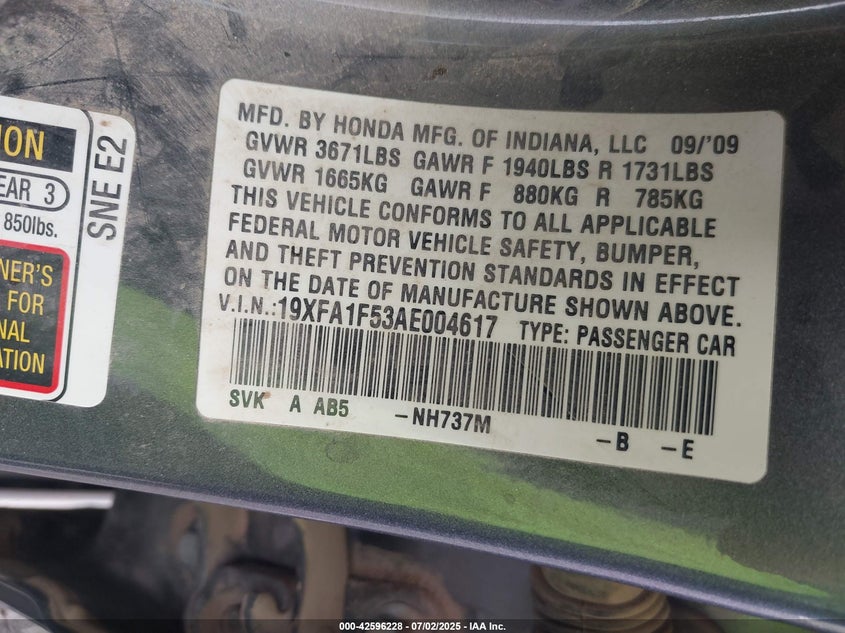 MFD. BY HONDA MFG. OF INDIANA, LLC 09/'09
GVWR 3671LBS GAWR F 1940LBS R 1731LBS
GVWR 1665KG GAWR F 880KG R 785KG
THIS VEHICLE CONFORMS TO ALL APPLICABLE
FEDERAL MOTOR VEHICLE SAFETY, BUMPER,
AND THEFT PREVENTION STANDARDS IN EFFECT
ON THE DATE OF MANUFACTURE SHOWN ABOVE.
V.I.N.:19XFA1F53AE004617 TYPE: PASSENGER CAR
SVK A AB5 -NH737M -B -E
ION
EAR 3
850lbs.
NER'S
FOR
NAL
ATION
SNE E2
000-42596228 - 07/02/2025 - IAA Inc.